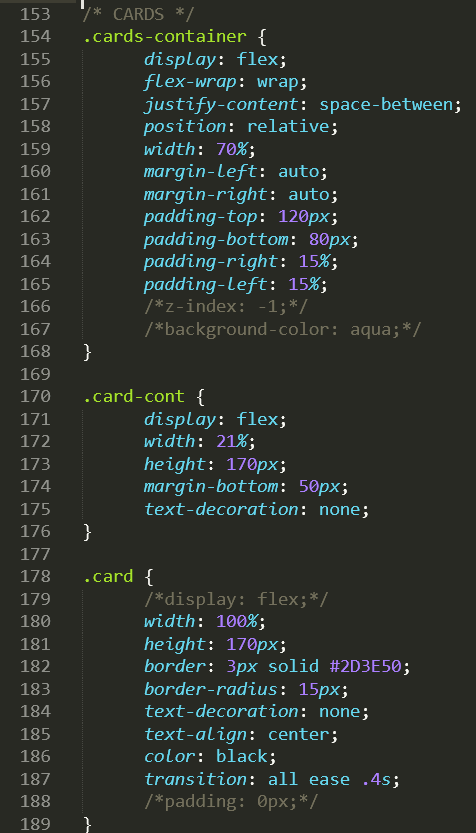 153 /* CARDS */
154 .cards-container {
155 display: flex;
156 flex-wrap: wrap;
157 justify-content: space-between;
158 position: relative;
159 width: 70%;
160 margin-left: auto;
161 margin-right: auto;
162 padding-top: 120px;
163 padding-bottom: 80px;
164 padding-right: 15%;
165 padding-left: 15%;
166 /*z-index: -1;*/
167 /*background-color: aqua;*/
168 }
169
170 .card-cont {
171 display: flex;
172 width: 21%;
173 height: 170px;
174 margin-bottom: 50px;
175 text-decoration: none;
176 }
177
178 .card {
179 /*display: flex;*/
180 width: 100%;
181 height: 170px;
182 border: 3px solid #2D3E50;
183 border-radius: 15px;
184 text-decoration: none;
185 text-align: center;
186 color: black;
187 transition: all ease .4s;
188 /*padding: 0px;*/
189 }